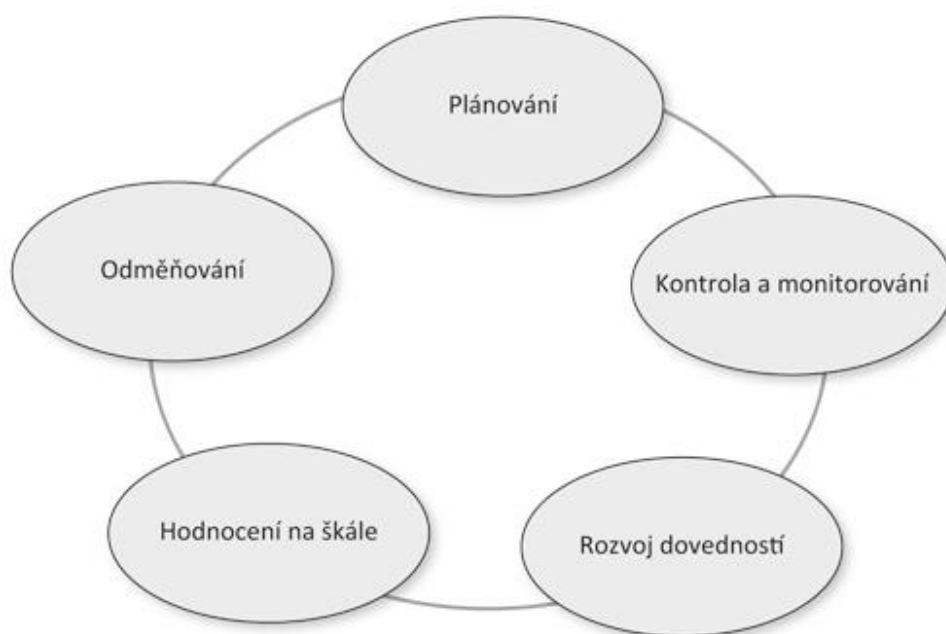 Plánování
Odměňování
Kontrola a monitorování
Hodnocení na škále
Rozvoj dovedností